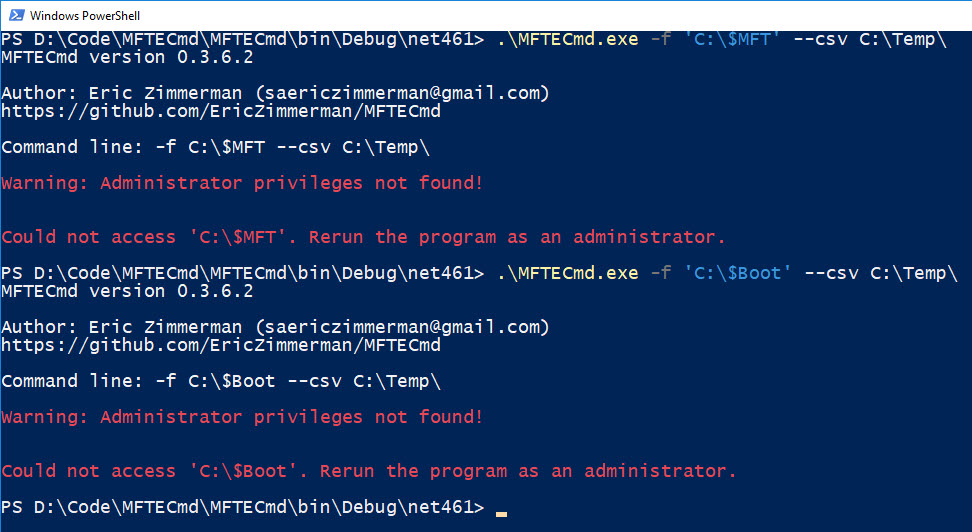 Windows PowerShell
PS D:\Code\MFTECmd\MFTECmd\bin\Debug\net461> .\MFTECmd.exe -f 'C:\$MFT' --csv C:\Temp\
MFTECmd version 0.3.6.2
Author: Eric Zimmerman (saericzimmerman@gmail.com)
https://github.com/EricZimmerman/MFTECmd
Command line: -f C:\$MFT --csv C:\Temp\
Warning: Administrator privileges not found!
Could not access 'C:\$MFT'. Rerun the program as an administrator.
PS D:\Code\MFTECmd\MFTECmd\bin\Debug\net461> .\MFTECmd.exe -f 'C:\$Boot' --csv C:\Temp\
MFTECmd version 0.3.6.2
Author: Eric Zimmerman (saericzimmerman@gmail.com)
https://github.com/EricZimmerman/MFTECmd
Command line: -f C:\$Boot --csv C:\Temp\
Warning: Administrator privileges not found!
Could not access 'C:\$Boot'. Rerun the program as an administrator.
PS D:\Code\MFTECmd\MFTECmd\bin\Debug\net461>